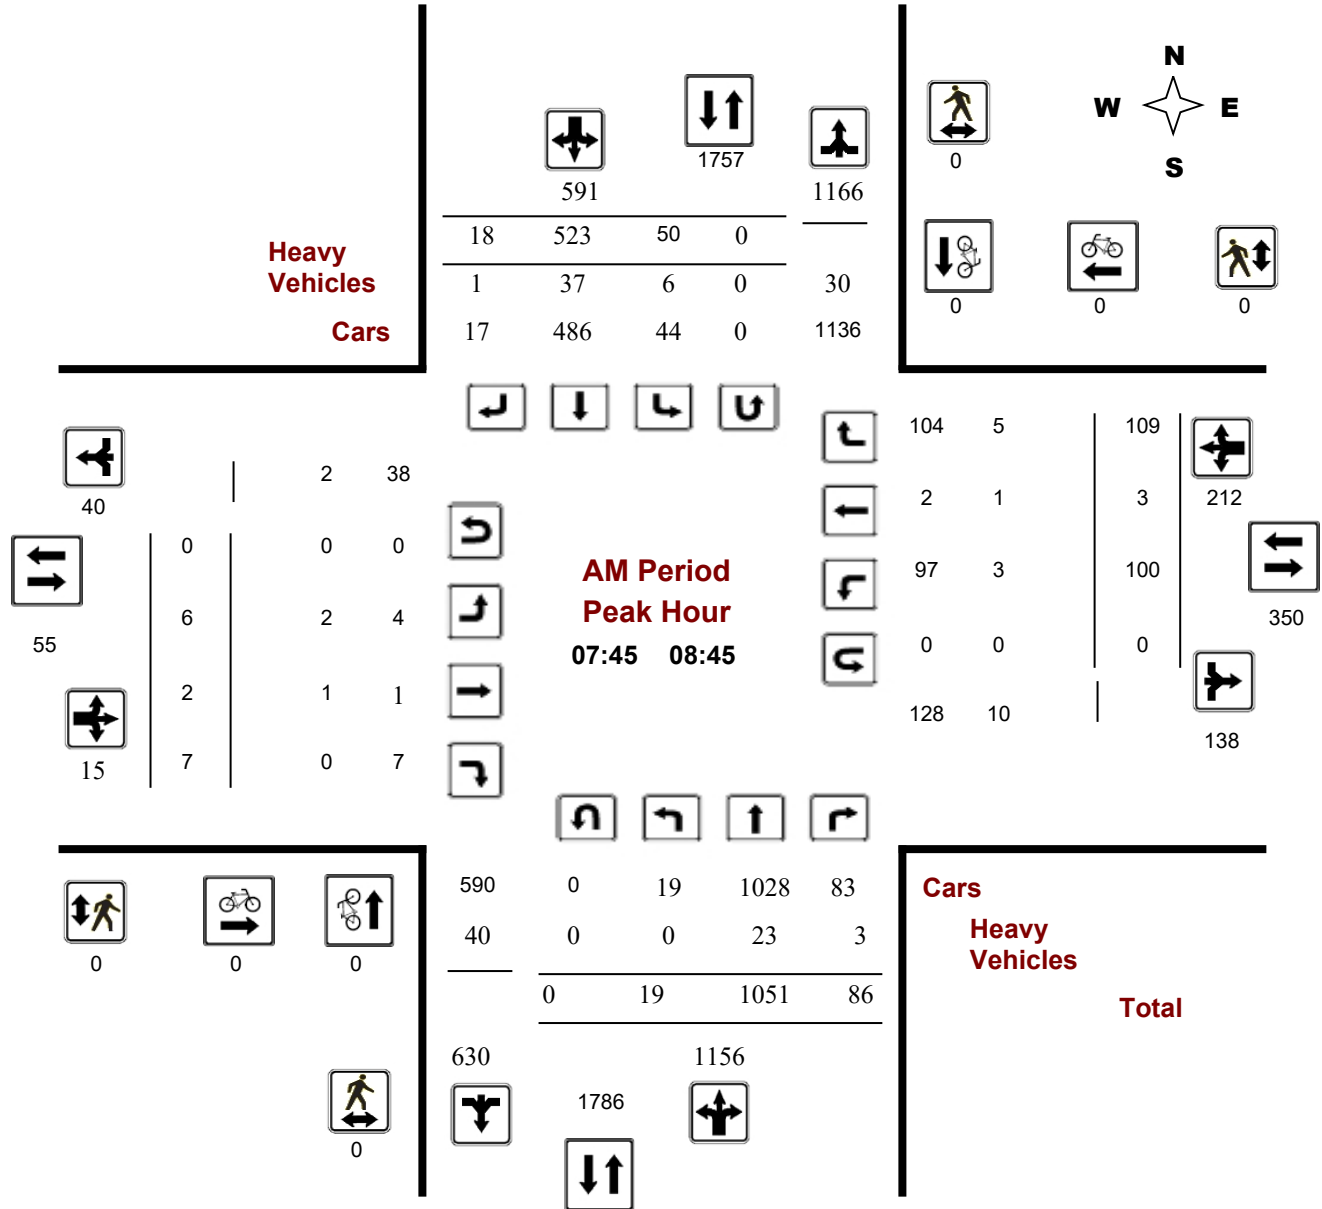 N
W E
S
0
1757
591 1166
18 523 50 0
Heavy
Vehicles
1 37 6 0 30
Cars
17 486 44 0 1136
0 0 0
104 5 109
2 38
40
2 1 3 212
0 0 0
AM Period
97 3 100
Peak Hour
6 2 4
350
55
07:45 08:45
0 0 0
2 1 1
128 10
138
15 7 0 7
590 0 19 1028 83
Cars
40 0 0 23 3
Heavy
Vehicles
0 0 0
0 19 1051 86
Total
630 1156
1786
0